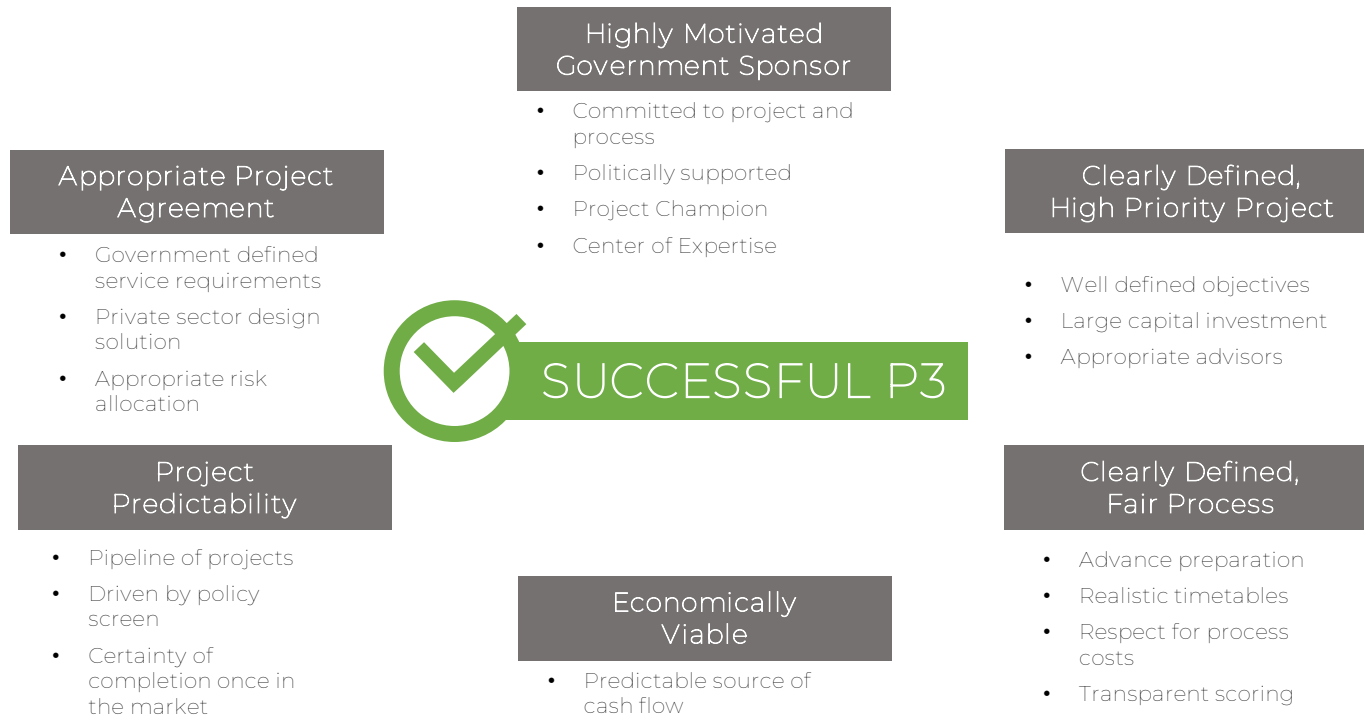 Highly Motivated
Government Sponsor
• Committed to project and
process
• Politically supported
• Project Champion
• Center of Expertise
Appropriate Project
Agreement
• Government defined
service requirements
• Private sector design
solution
• Appropriate risk
allocation
Clearly Defined,
High Priority Project
• Well defined objectives
• Large capital investment
• Appropriate advisors
SUCCESSFUL P3
Project
Predictability
• Pipeline of projects
• Driven by policy
screen
• Certainty of
completion once in
the market
Economically
Viable
• Predictable source of
cash flow
Clearly Defined,
Fair Process
• Advance preparation
• Realistic timetables
• Respect for process
costs
• Transparent scoring